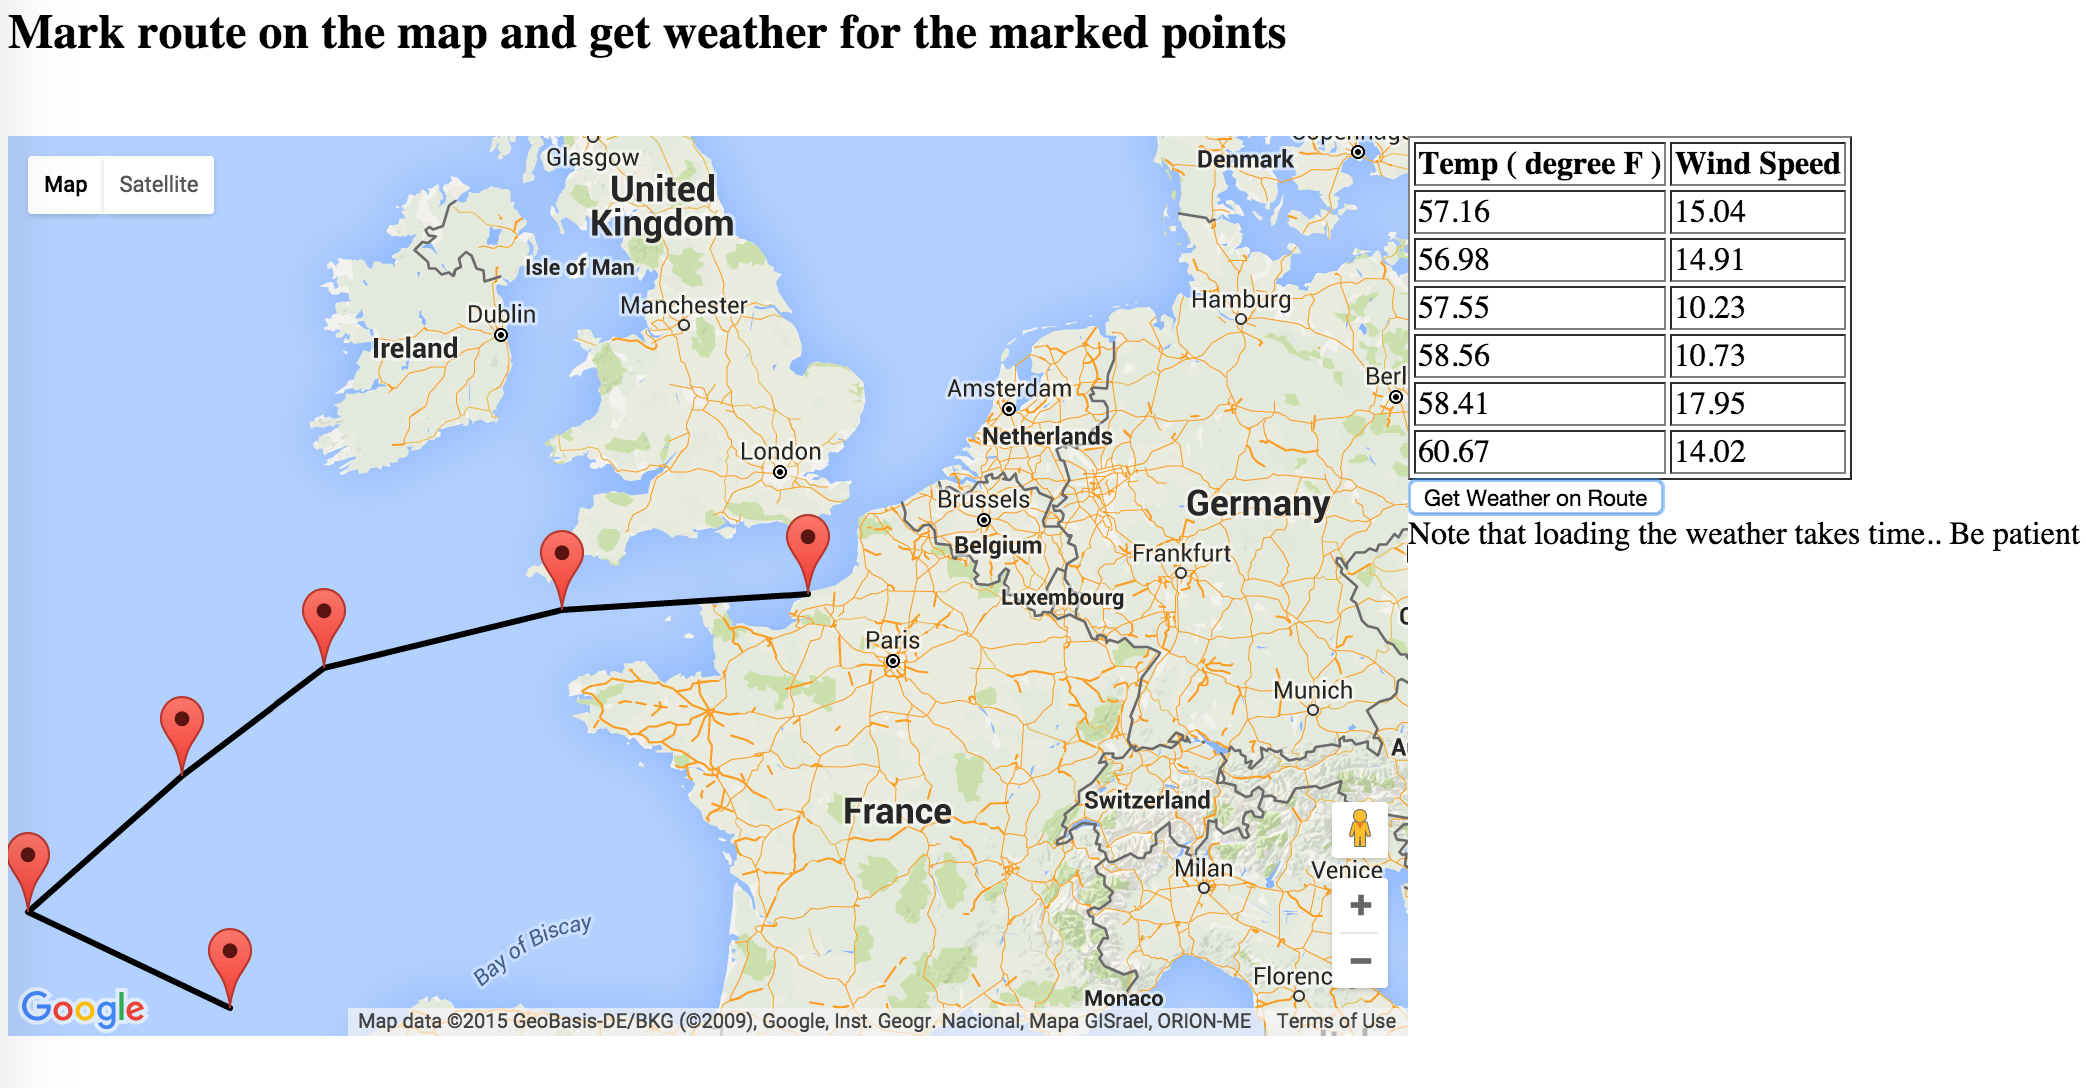 Mark route on the map and get weather for the marked points
Map Satellite
Glasgow
United
Kingdom
Isle of Man
Manchester
Dublin
Ireland
London
Denmark
Hamburg
Amsterdam
Netherlands
Brussels
Belgium
Germany
Frankfurt
Luxembourg
Paris
Munich
France
Switzerland
Milan
Venice
Bay of Biscay
Monaco
Google
Map data ©2015 GeoBasis-DE/BKG (©2009), Google, Inst. Geogr. Nacional, Mapa GISrael, ORION-ME Terms of Use
Temp ( degree F ) Wind Speed
57.16 15.04
56.98 14.91
57.55 10.23
58.56 10.73
58.41 17.95
60.67 14.02
Get Weather on Route
Note that loading the weather takes time.. Be patient